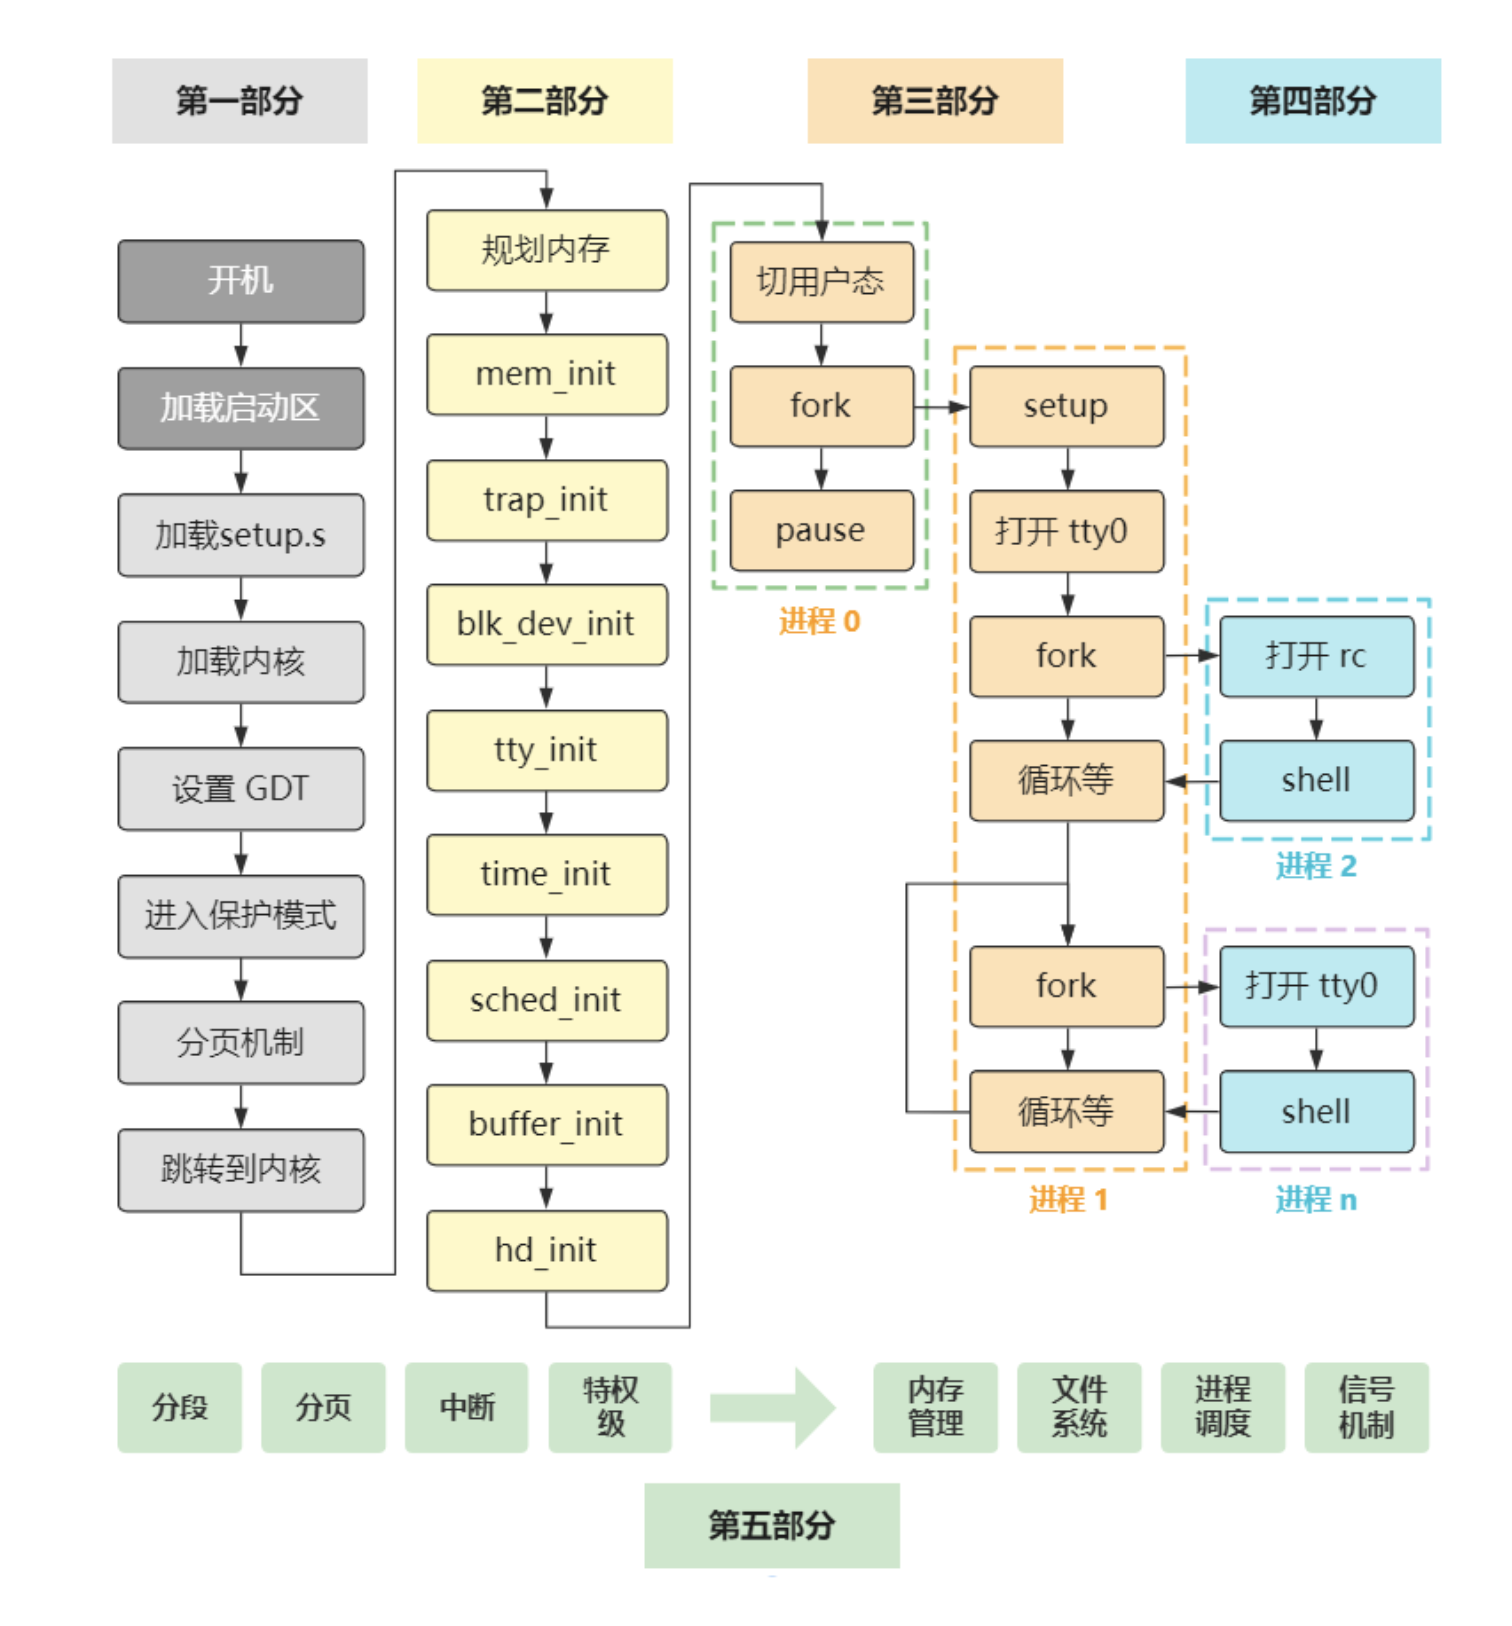 第一部分
第二部分
第三部分
第四部分
开机
加载启动区
加载setup.s
加载内核
设置 GDT
进入保护模式
分页机制
跳转到内核
规划内存
mem_init
trap_init
blk_dev_init
tty_init
time_init
sched_init
buffer_init
hd_init
切用户态
fork
pause
进程 0
setup
打开 tty0
fork
循环等
fork
循环等
进程 1
打开 rc
shell
进程 2
打开 tty0
shell
进程 n
分段
分页
中断
特权
级
内存
管理
文件
系统
进程
调度
信号
机制
第五部分